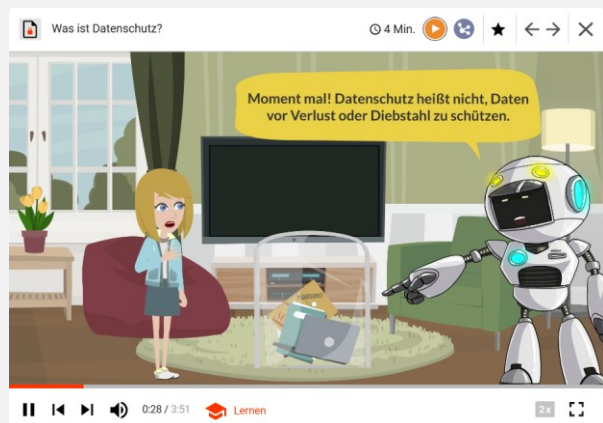 Was ist Datenschutz?
4 Min.
Moment mal! Datenschutz heißt nicht, Daten
vor Verlust oder Diebstahl zu schützen.
0:28 / 3:51
Lernen
2x